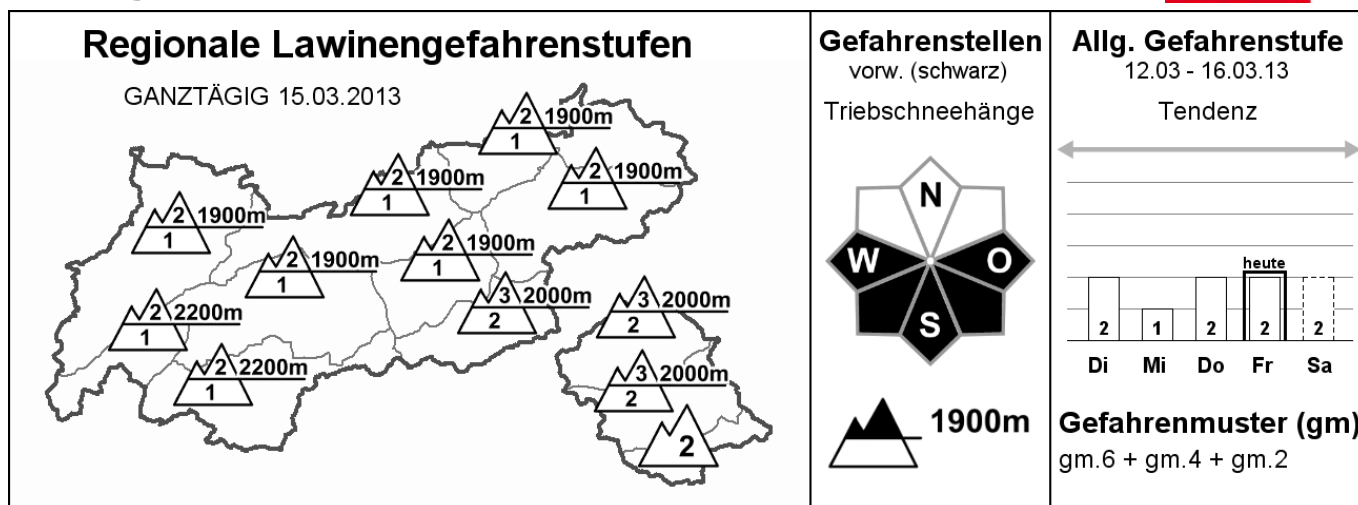 Regionale Lawinengefahrenstufen
GANZTÄGIG 15.03.2013
2 1900m
1
2 1900m
1
2 1900m
1
2 1900m
1
2 1900m
1
2 1900m
1
2 2200m
1
3 2000m
2
3 2000m
2
2 2200m
1
3 2000m
2
2
Gefahrenstellen
vorw. (schwarz)
Triebschneehänge
N
W O
S
1900m
Allg. Gefahrenstufe
12.03 - 16.03.13
Tendenz
heute
2 1 2 2 2
Di Mi Do Fr Sa
Gefahrenmuster (gm)
gm.6 + gm.4 + gm.2